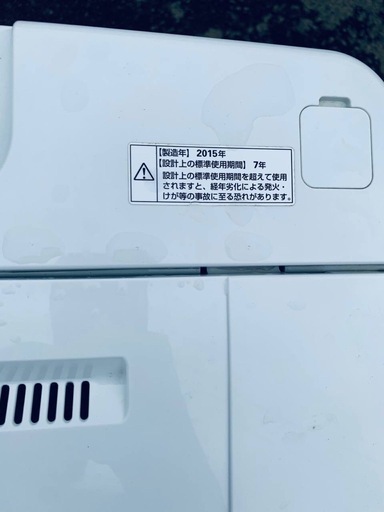 【製造年】 2015年
【設計上の標準使用期間】 7年
設計上の標準使用期間を超えて使用
されますと、経年劣化による発火・
けが等の事故に至る恐れがあります。